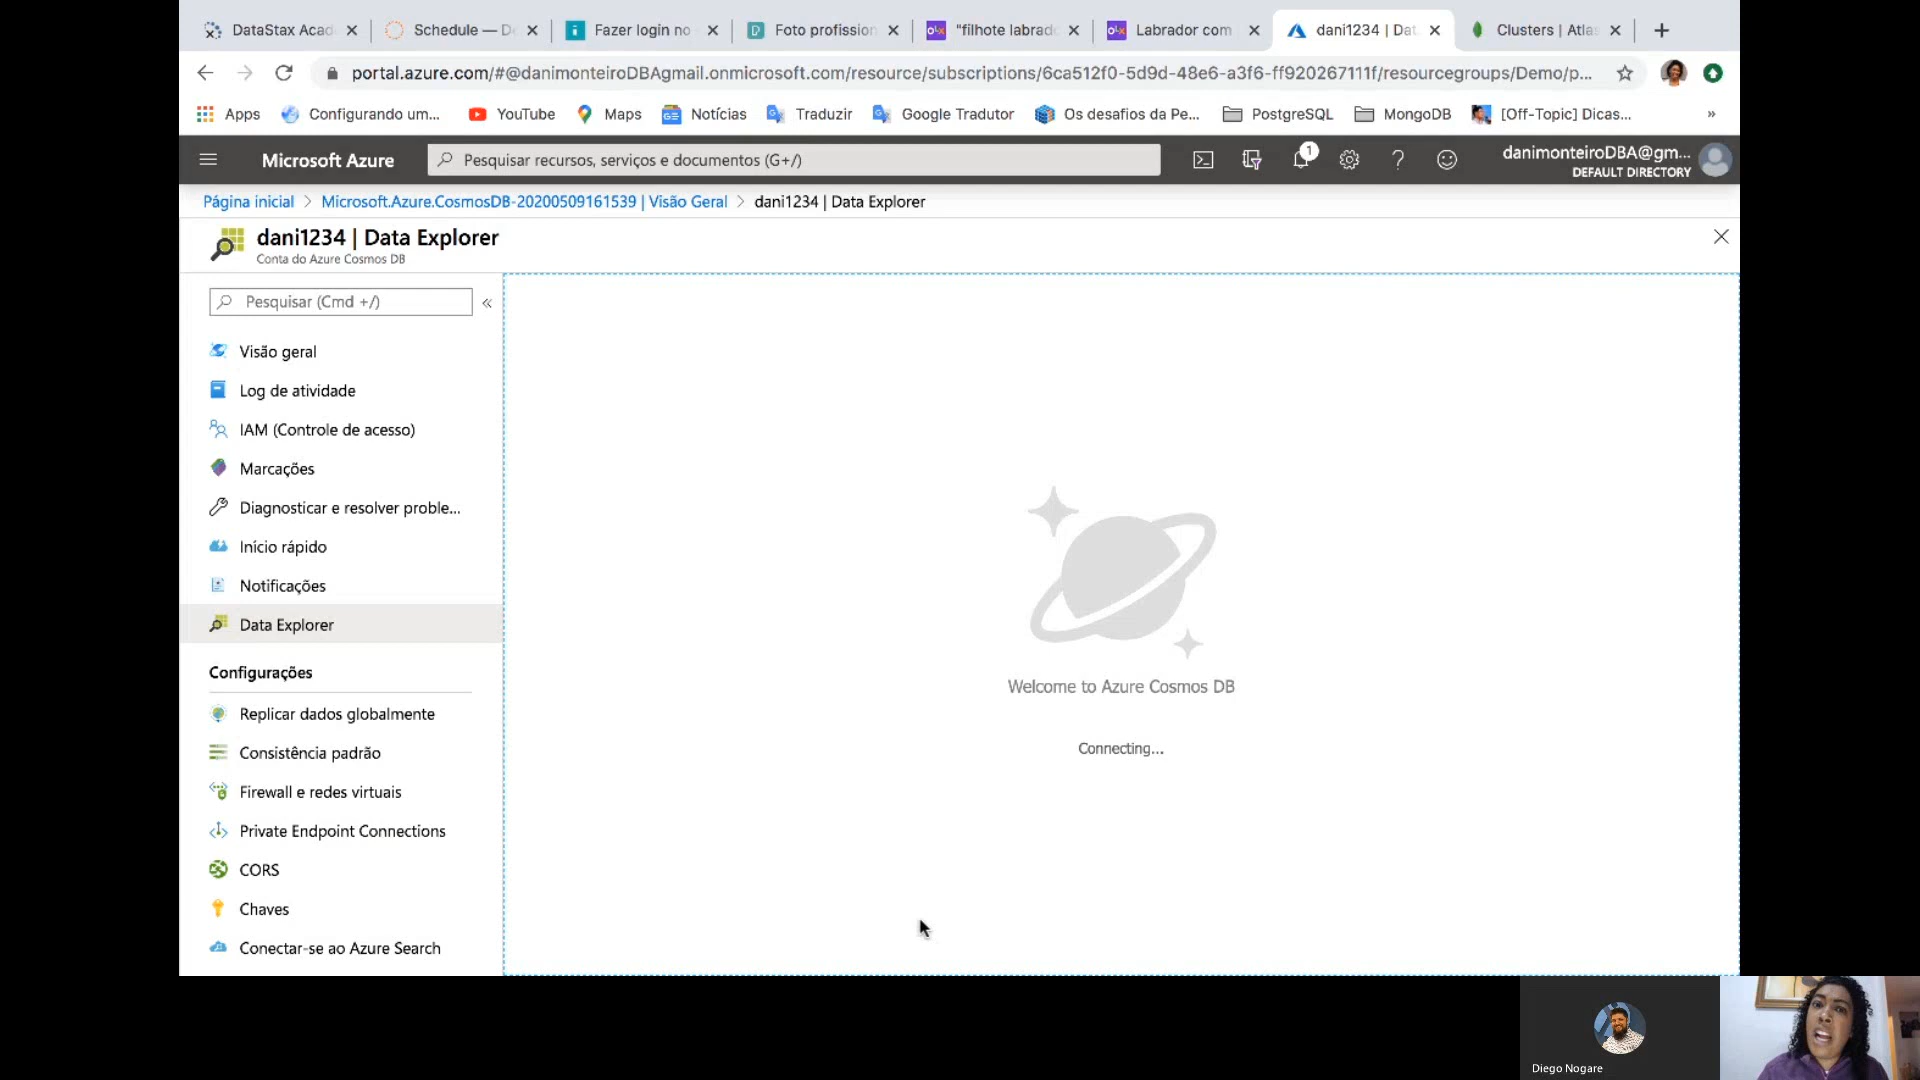 DataStax Acad
Schedule — D
Fazer login no
Foto profission
"filhote labrad
Labrador com
dani1234 | Dat
Clusters | Atlas
portal.azure.com/#@danimonteiroDBAgmail.onmicrosoft.com/resource/subscriptions/6ca512f0-5d9d-48e6-a3f6-ff920267111f/resourcegroups/Demo/p...
Apps
Configurando um...
YouTube
Maps
Notícias
Traduzir
Google Tradutor
Os desafios da Pe...
PostgreSQL
MongoDB
[Off-Topic] Dicas...
»
Microsoft Azure
Pesquisar recursos, serviços e documentos (G+/)
1
danimonteiroDBA@gm...
DEFAULT DIRECTORY
Página inicial > Microsoft.Azure.CosmosDB-20200509161539 | Visão Geral > dani1234 | Data Explorer
dani1234 | Data Explorer
Conta do Azure Cosmos DB
Pesquisar (Cmd +/)
«
Visão geral
Log de atividade
IAM (Controle de acesso)
Marcações
Diagnosticar e resolver proble...
Início rápido
Notificações
Data Explorer
Configurações
Replicar dados globalmente
Consistência padrão
Firewall e redes virtuais
Private Endpoint Connections
CORS
Chaves
Conectar-se ao Azure Search
Welcome to Azure Cosmos DB
Connecting...
Diego Nogare